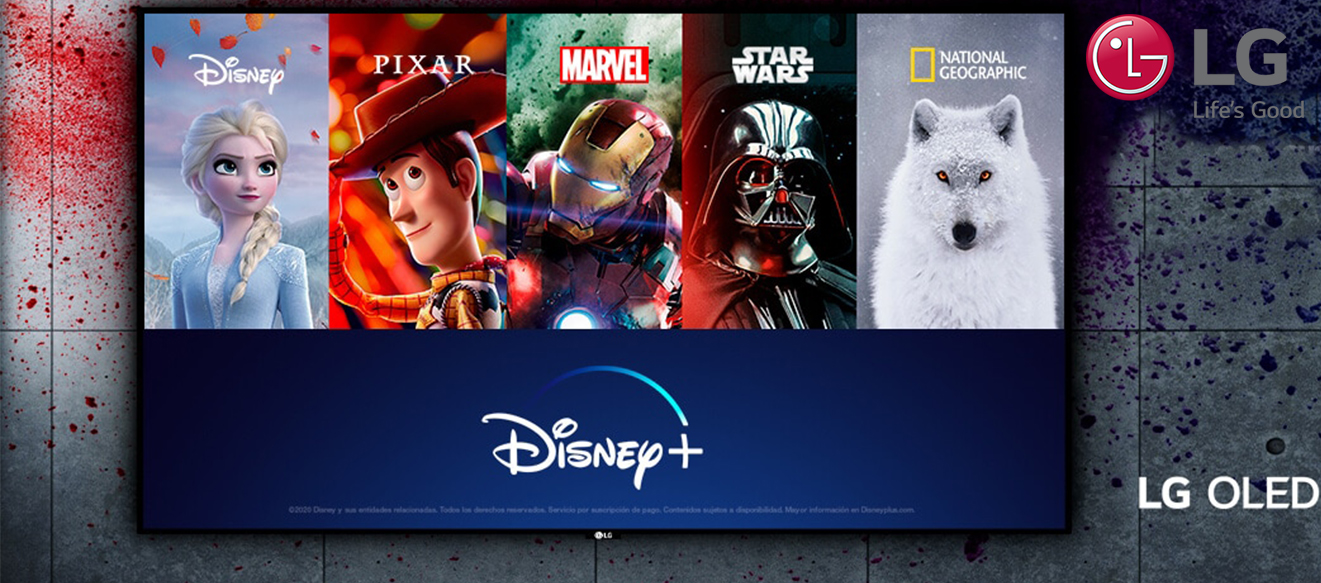 DISNEY
PIXAR
MARVEL
STAR
WARS
NATIONAL
GEOGRAPHIC
LG
LG
Life's Good
DISNEY+
©2020 Disney y sus entidades relacionadas. Todos los derechos reservados. Servicio por suscripción de pago. Contenidos sujetos a disponibilidad. Mayor información en Disneyplus.com.
LG OLED
LG